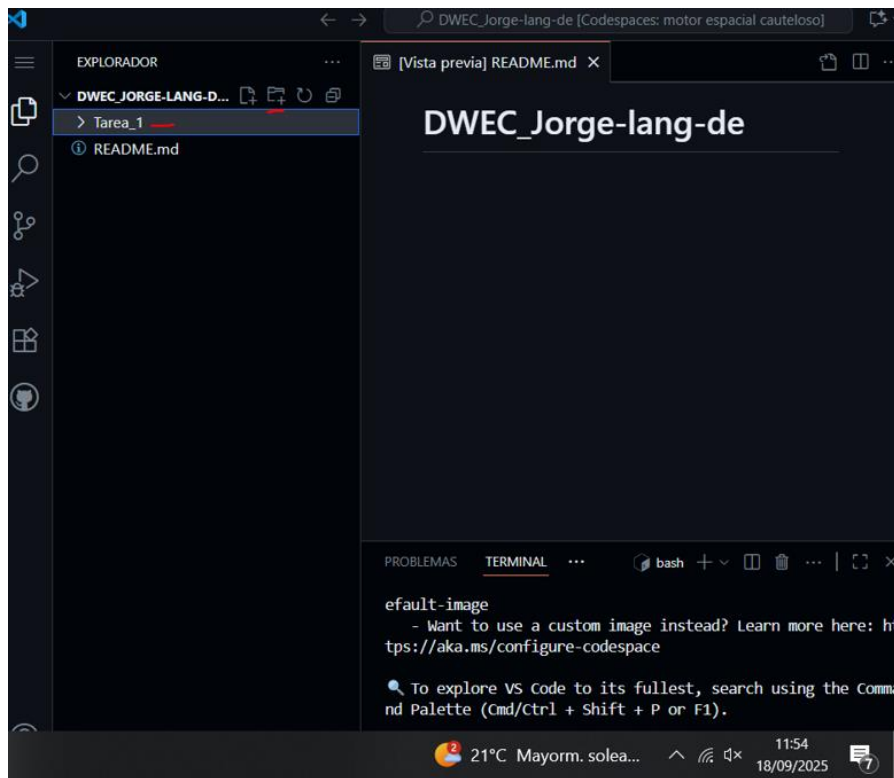 DWEC_Jorge-lang-de [Codespaces: motor espacial cauteloso]
EXPLORADOR
DWEC_JORGE-LANG-D...
Tarea_1
README.md
[Vista previa] README.md
DWEC_Jorge-lang-de
PROBLEMAS TERMINAL ... bash
efault-image
- Want to use a custom image instead? Learn more here: ht
tps://aka.ms/configure-codespace
To explore VS Code to its fullest, search using the Comma
nd Palette (Cmd/Ctrl + Shift + P or F1).
2 21°C Mayorm. solea... 11:54
18/09/2025 7